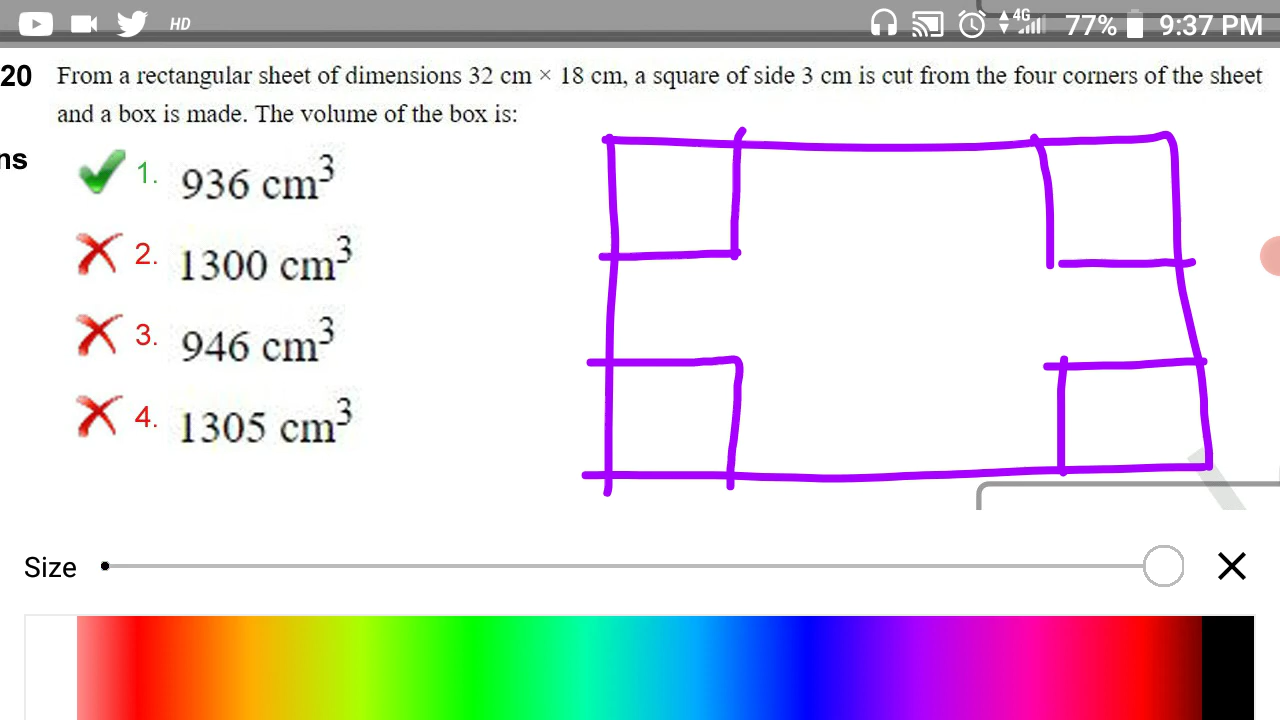 HD 4G 77% 9:37 PM
20 From a rectangular sheet of dimensions 32 cm × 18 cm, a square of side 3 cm is cut from the four corners of the sheet
and a box is made. The volume of the box is:
ns
1. 936 cm³
2. 1300 cm³
3. 946 cm³
4. 1305 cm³
Size